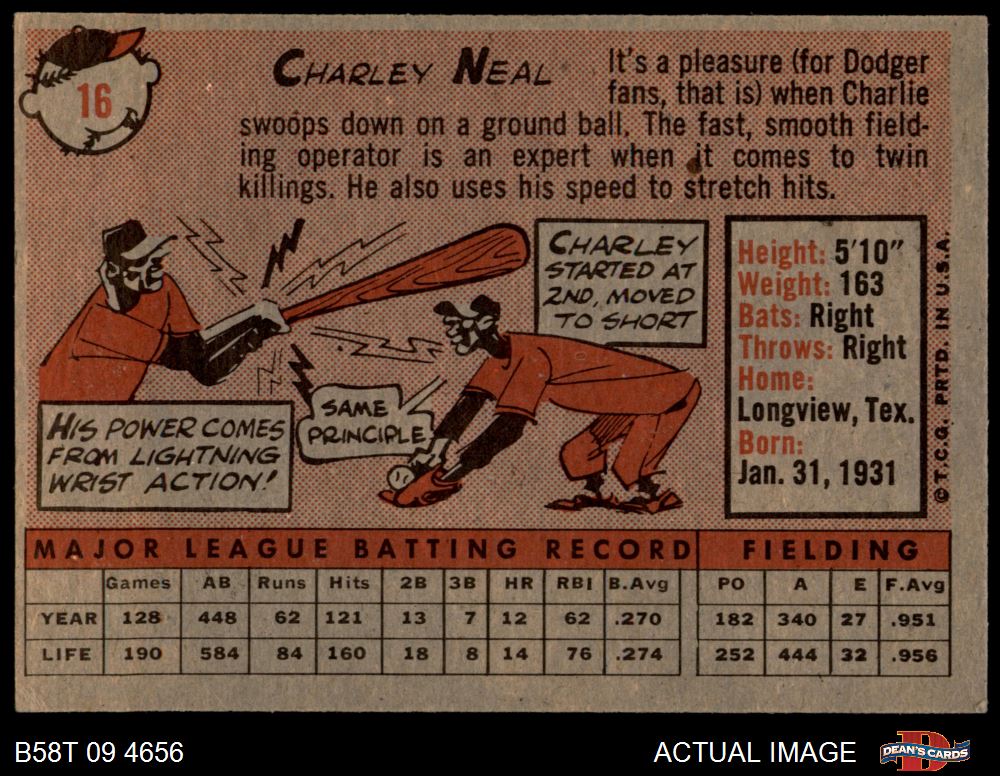 16
CHARLEY NEAL
It's a pleasure (for Dodger
fans, that is) when Charlie
swoops down on a ground ball. The fast, smooth field-
ing operator is an expert when it comes to twin
killings. He also uses his speed to stretch hits.
CHARLEY
STARTED AT
2ND, MOVED
TO SHORT
SAME
PRINCIPLE
HIS POWER COMES
FROM LIGHTNING
WRIST ACTION!
Height: 5'10"
Weight: 163
Bats: Right
Throws: Right
Home:
Longview, Tex.
Born:
Jan. 31, 1931
© T.C.G. PRTD. IN U.S.A.
MAJOR LEAGUE BATTING RECORD FIELDING
Games AB Runs Hits 2B 3B HR RBI B.Avg PO A E F.Avg
YEAR 128 448 62 121 13 7 12 62 .270 182 340 27 .951
LIFE 190 584 84 160 18 8 14 76 .274 252 444 32 .956
B58T 09 4656 ACTUAL IMAGE DEAN'S CARDS